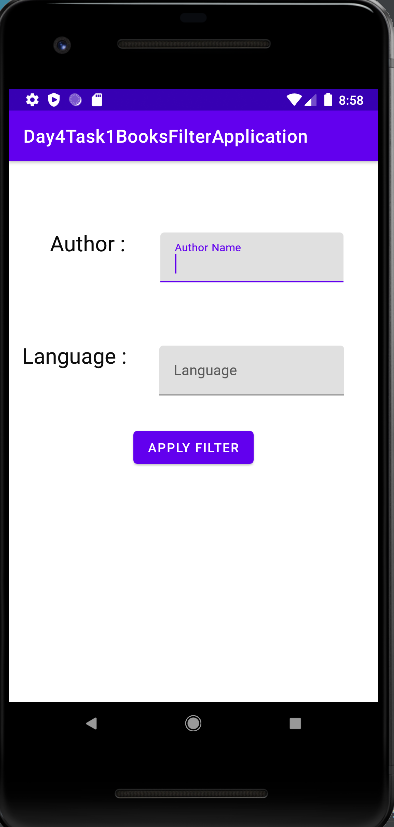 8:58
Day4Task1BooksFilterApplication
Author :
Author Name
Language :
Language
APPLY FILTER